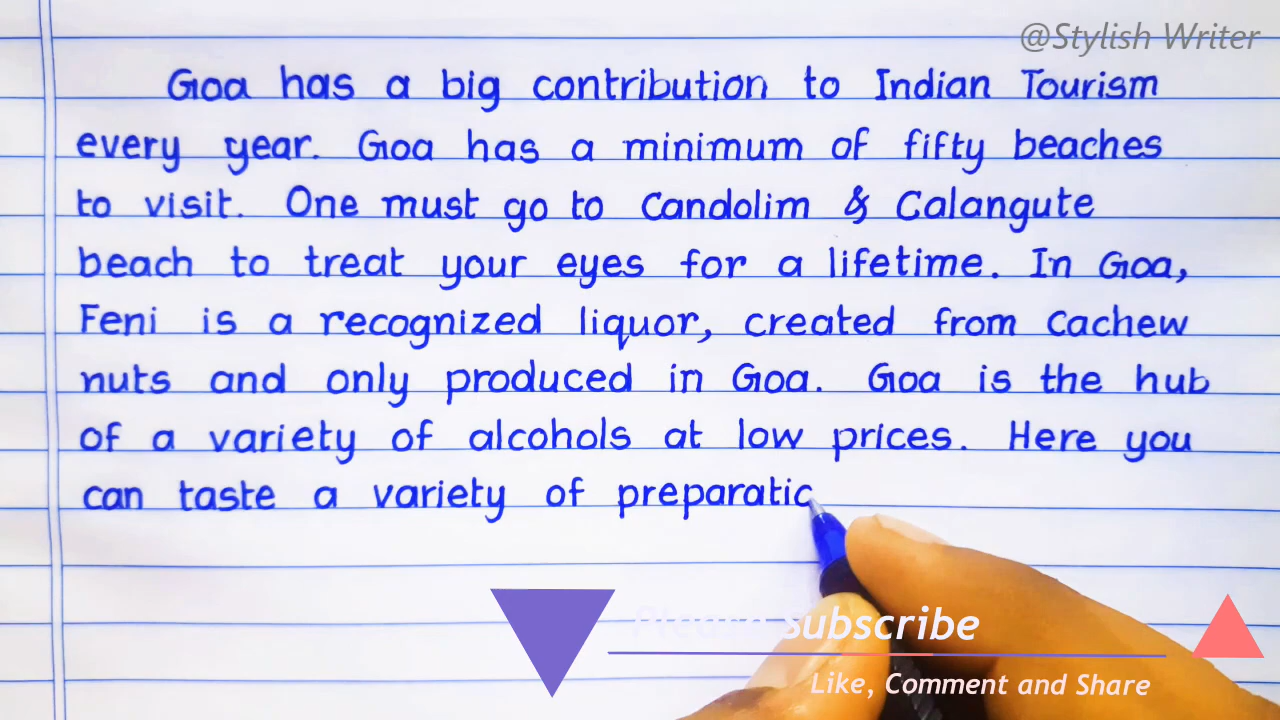 @Stylish Writer
Goa has a big contribution to Indian Tourism
every year. Goa has a minimum of fifty beaches
to visit. One must go to Candolim & Calangute
beach to treat your eyes for a lifetime. In Goa,
Feni is a recognized liquor, created from Cachew
nuts and only produced in Goa. Goa is the hub
of a variety of alcohols at low prices. Here you
can taste a variety of preparatic
Please Subscribe
Like, Comment and Share